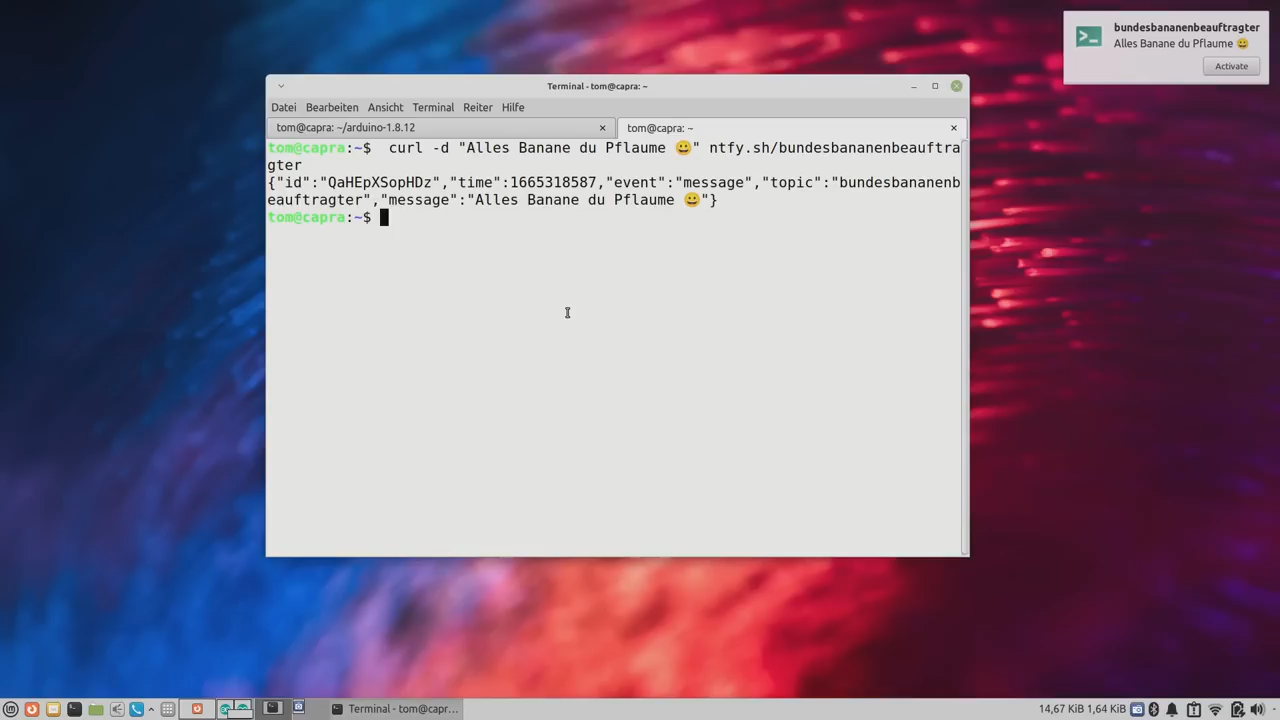 bundesbananenbeauftragter
Alles Banane du Pflaume 😀
Activate
Terminal - tom@capra: ~
Datei Bearbeiten Ansicht Terminal Reiter Hilfe
tom@capra: ~/arduino-1.8.12
tom@capra: ~
tom@capra:~$  curl -d "Alles Banane du Pflaume 😀" ntfy.sh/bundesbananenbeauftra
gter
{"id":"QaHEpXSopHDz","time":1665318587,"event":"message","topic":"bundesbananenb
eauftragter","message":"Alles Banane du Pflaume 😀"}
tom@capra:~$
Terminal - tom@capr...
14,67 KiB 1,64 KiB